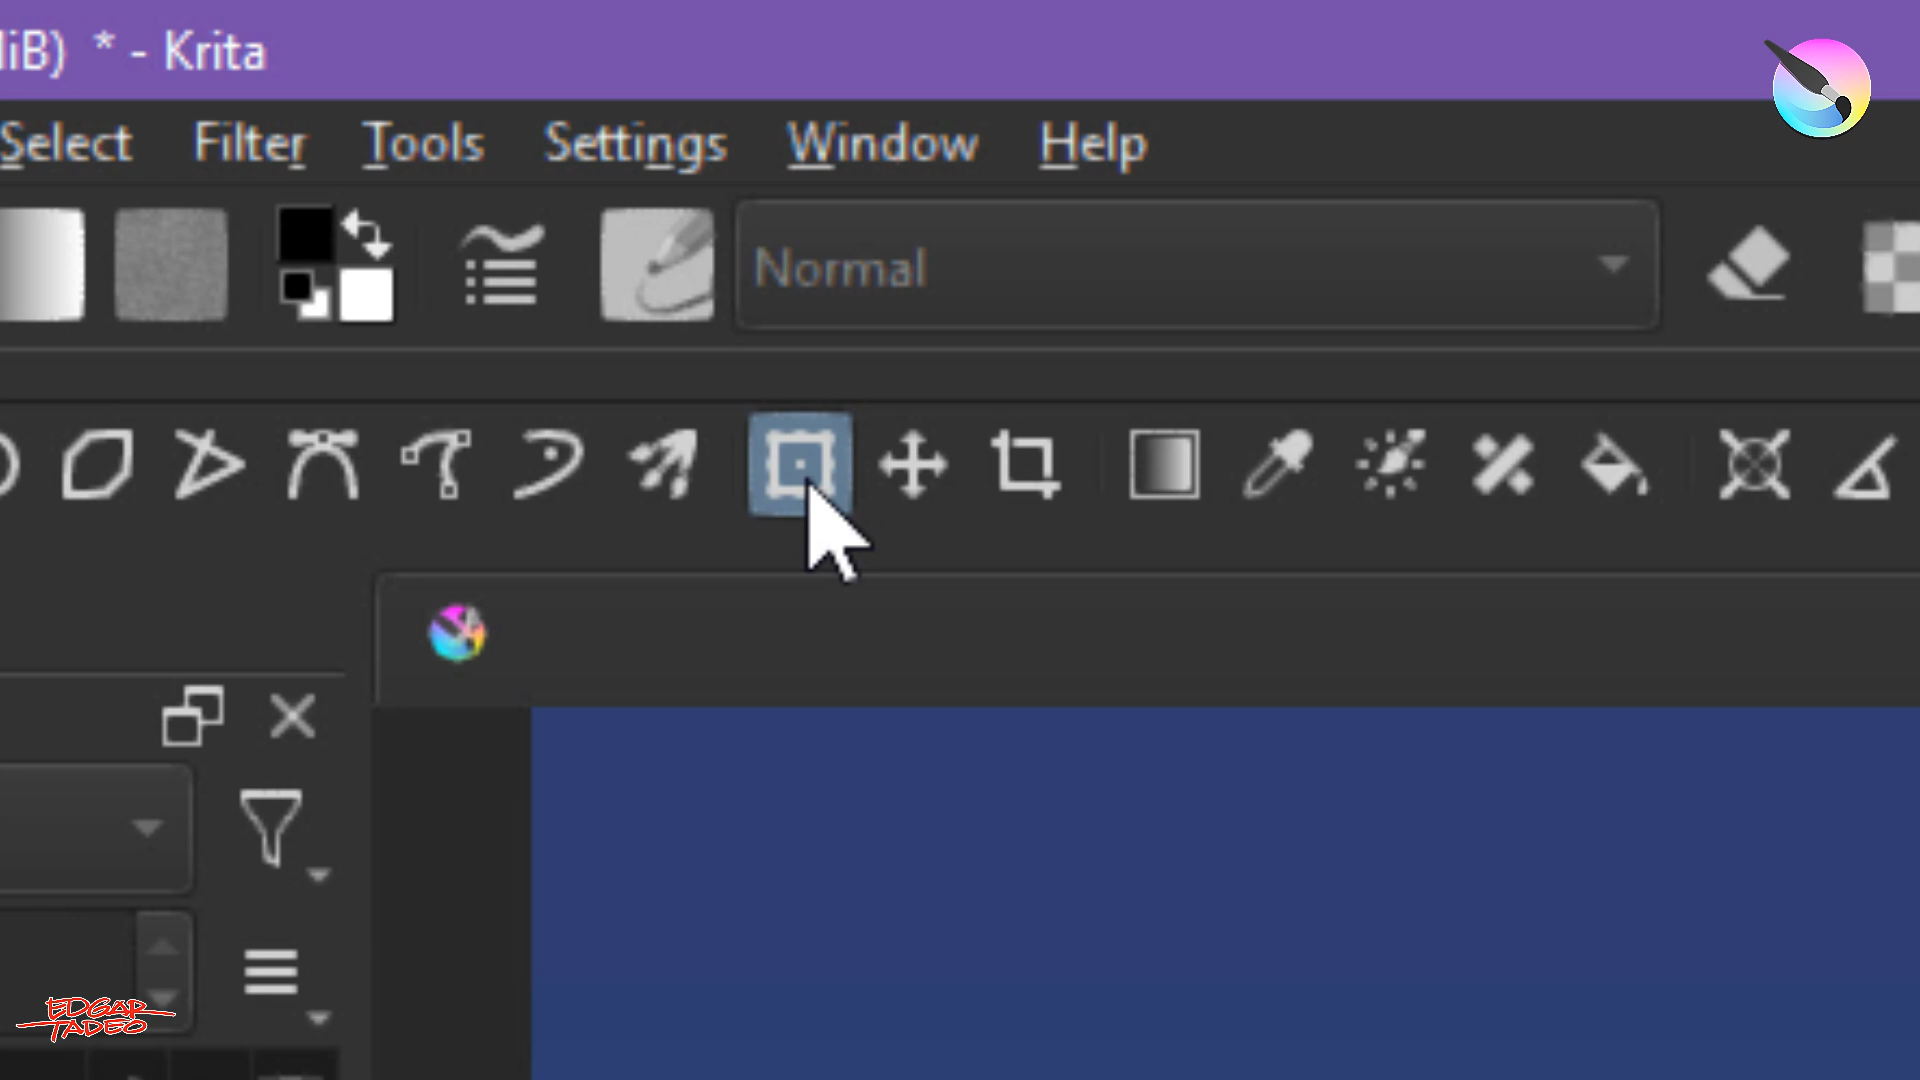 iB) * - Krita
Select Filter Tools Settings Window Help
Normal
EDGAR
TADEO